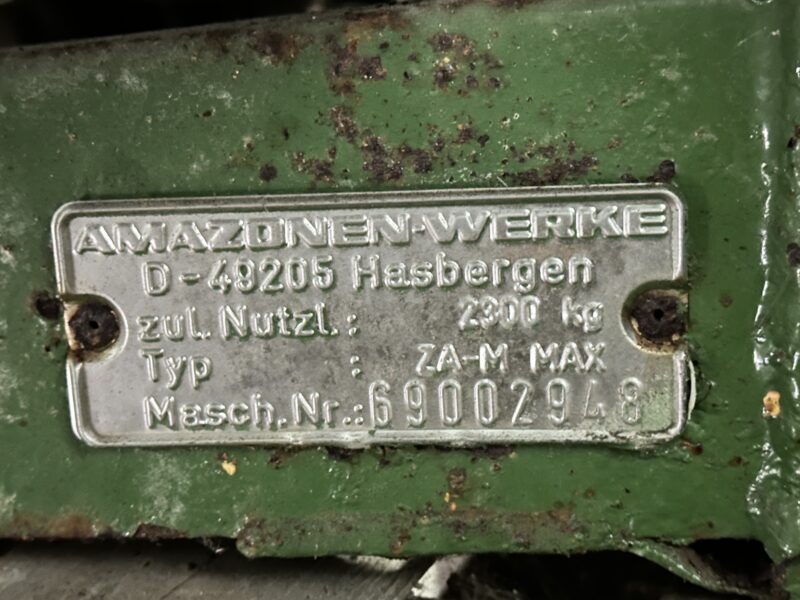 AMAZONEN-WERKE
D-49205 Hasbergen
zul. Nutzl.: 2300 kg
Typ : ZA-M MAX
Masch.Nr.: 69002948